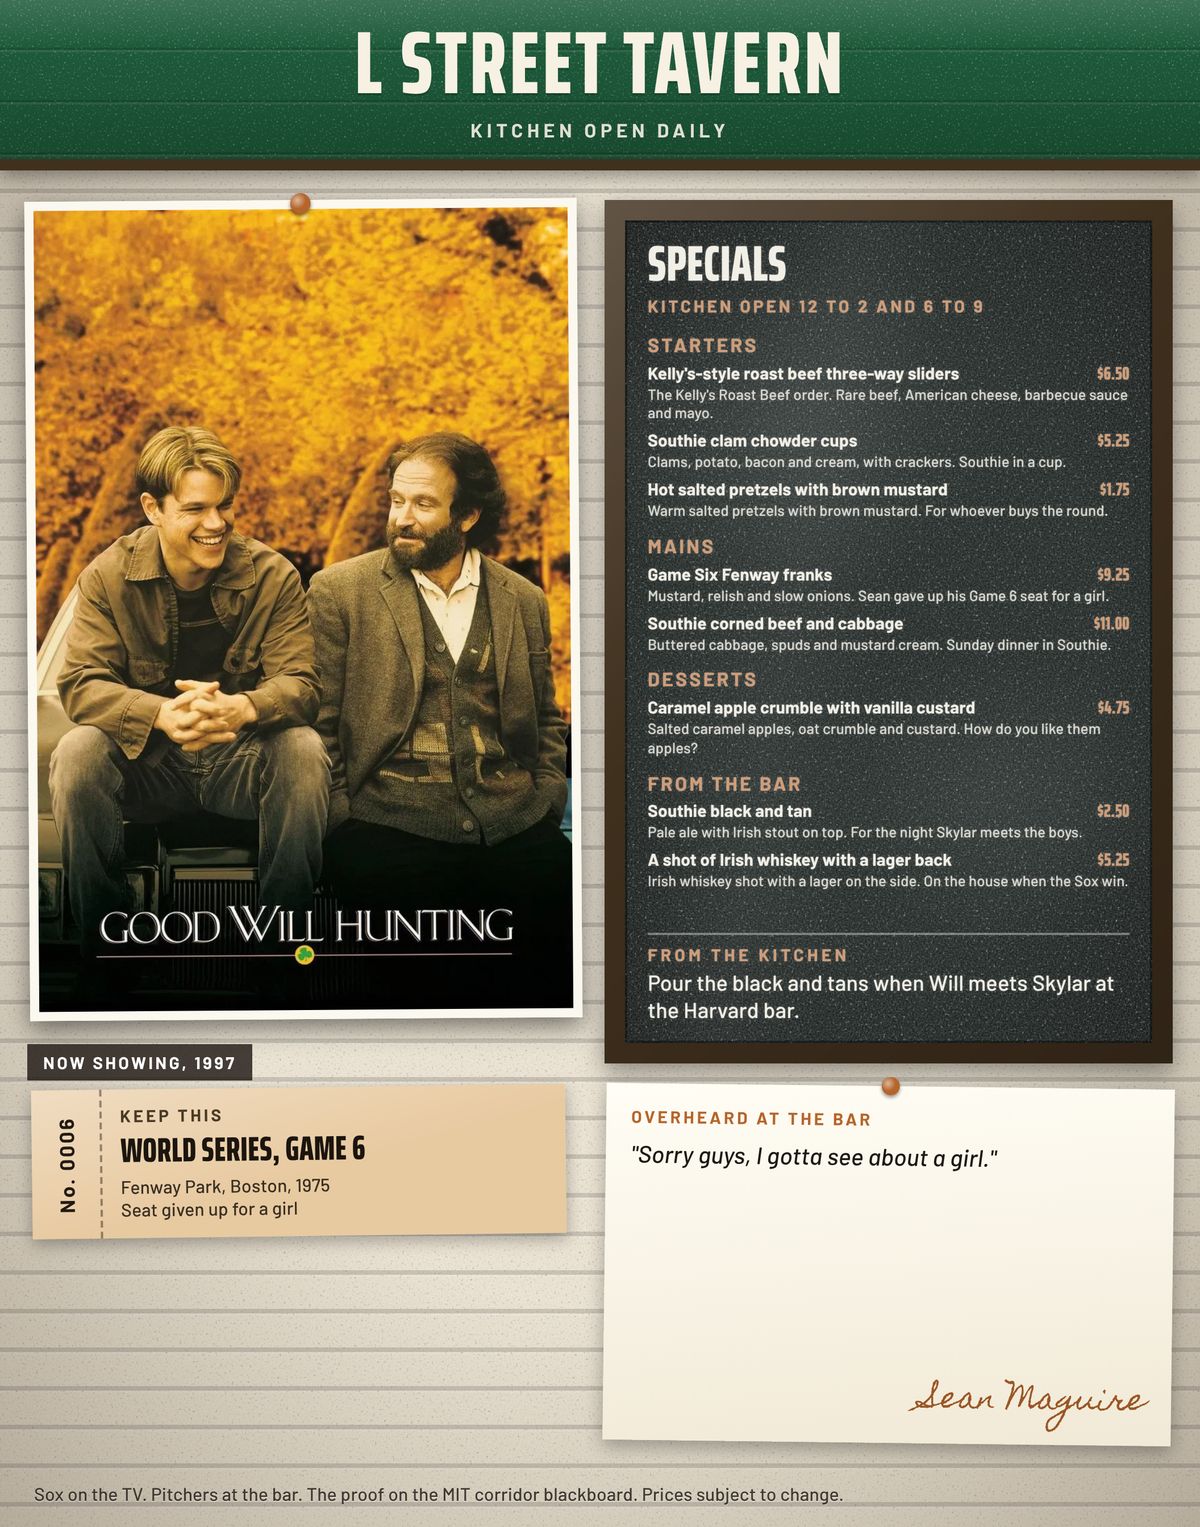 L STREET TAVERN
KITCHEN OPEN DAILY
GOOD WILL HUNTING
NOW SHOWING, 1997
No. 0006
KEEP THIS
WORLD SERIES, GAME 6
Fenway Park, Boston, 1975
Seat given up for a girl
SPECIALS
KITCHEN OPEN 12 TO 2 AND 6 TO 9
STARTERS
Kelly's-style roast beef three-way sliders $6.50
The Kelly's Roast Beef order. Rare beef, American cheese, barbecue sauce
and mayo.
Southie clam chowder cups $5.25
Clams, potato, bacon and cream, with crackers. Southie in a cup.
Hot salted pretzels with brown mustard $1.75
Warm salted pretzels with brown mustard. For whoever buys the round.
MAINS
Game Six Fenway franks $9.25
Mustard, relish and slow onions. Sean gave up his Game 6 seat for a girl.
Southie corned beef and cabbage $11.00
Buttered cabbage, spuds and mustard cream. Sunday dinner in Southie.
DESSERTS
Caramel apple crumble with vanilla custard $4.75
Salted caramel apples, oat crumble and custard. How do you like them
apples?
FROM THE BAR
Southie black and tan $2.50
Pale ale with Irish stout on top. For the night Skylar meets the boys.
A shot of Irish whiskey with a lager back $5.25
Irish whiskey shot with a lager on the side. On the house when the Sox win.
FROM THE KITCHEN
Pour the black and tans when Will meets Skylar at
the Harvard bar.
OVERHEARD AT THE BAR
"Sorry guys, I gotta see about a girl."
Sean Maguire
Sox on the TV. Pitchers at the bar. The proof on the MIT corridor blackboard. Prices subject to change.